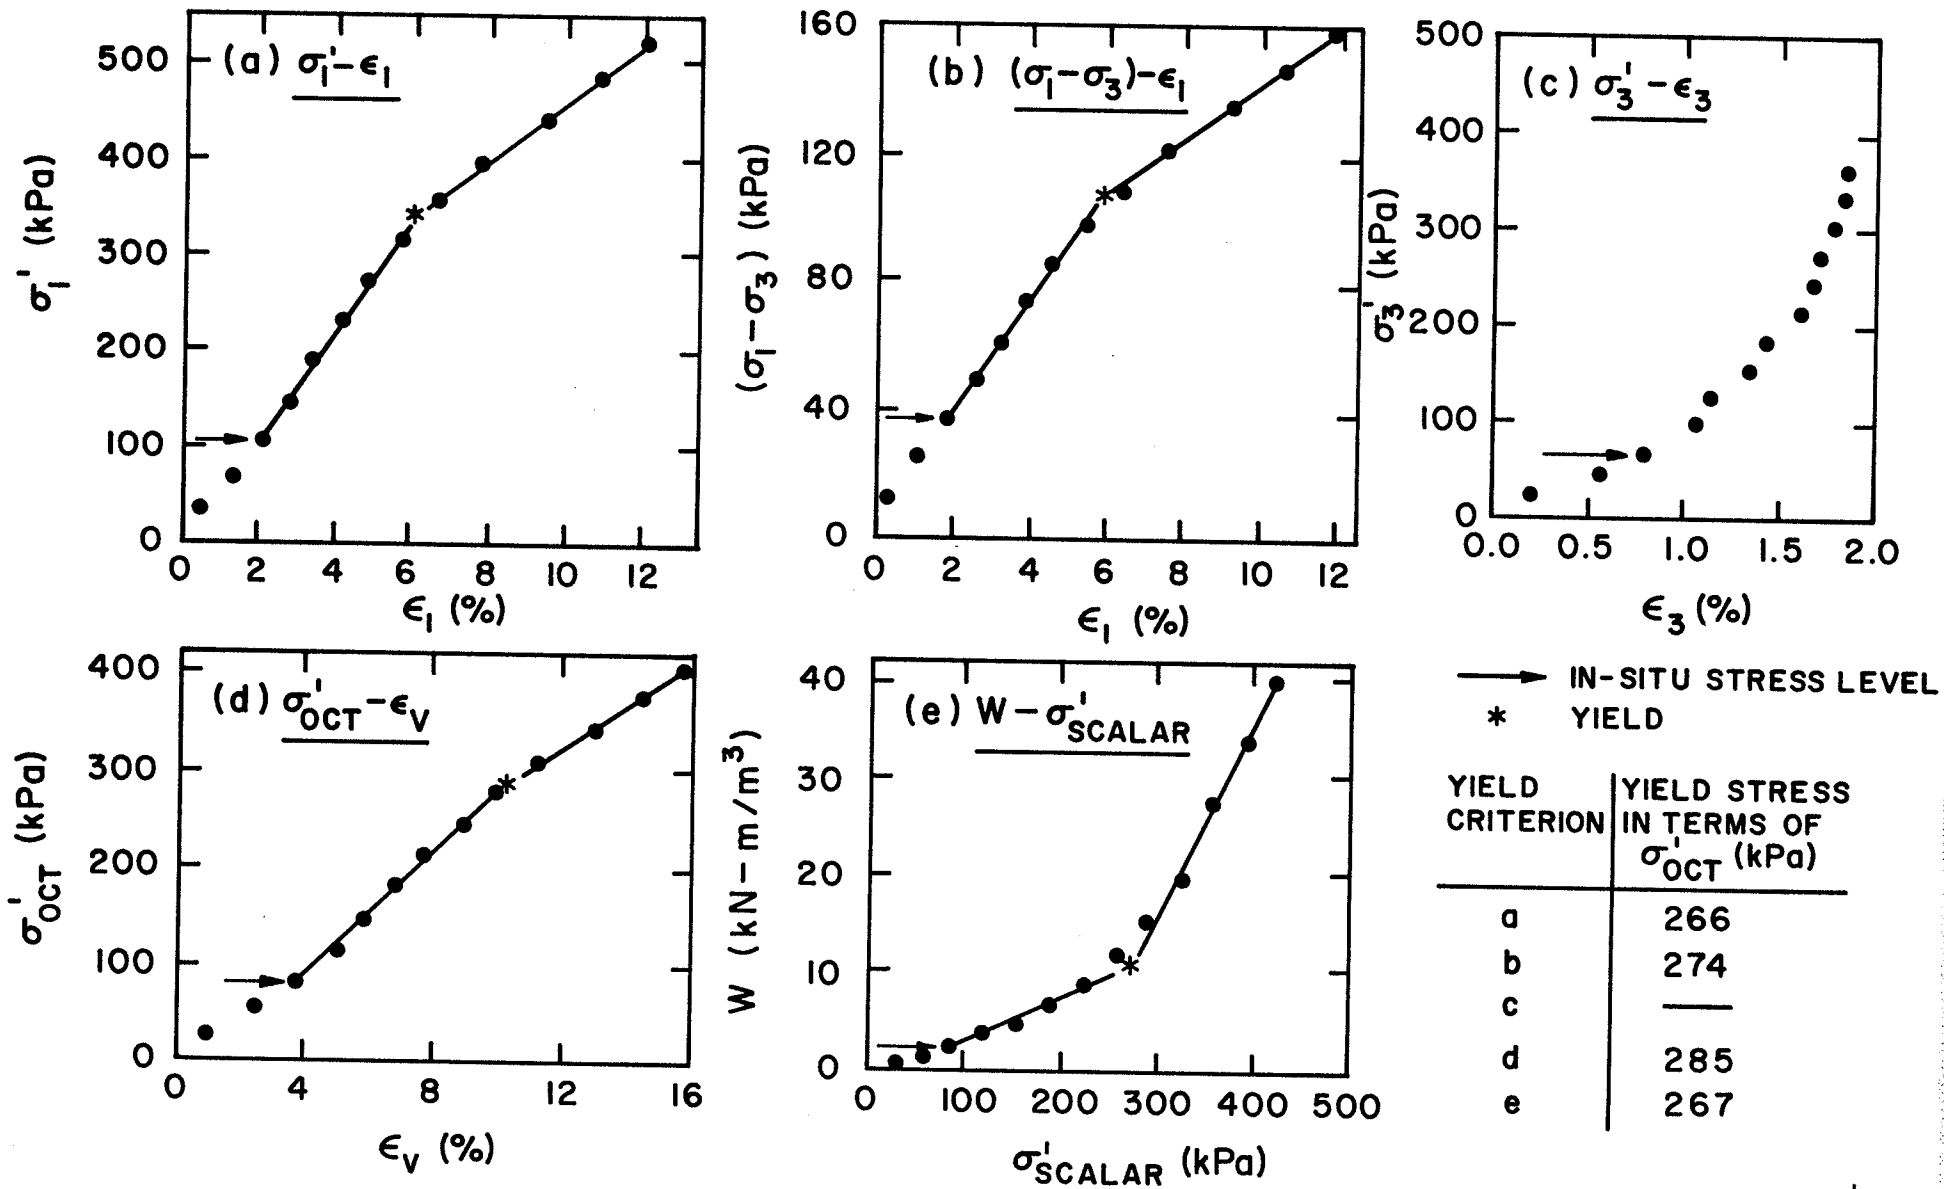 (a) σ₁'–ϵ₁
500
400
300
200
100
0
σ₁' (kPa)
0 2 4 6 8 10 12
ϵ₁ (%)
(b) (σ₁–σ₃)–ϵ₁
160
120
80
40
0
(σ₁–σ₃) (kPa)
0 2 4 6 8 10 12
ϵ₁ (%)
(c) σ₃'–ϵ₃
500
400
300
200
100
0
σ₃' (kPa)
0.0 0.5 1.0 1.5 2.0
ϵ₃ (%)
(d) σ'OCT–ϵV
400
300
200
100
0
σ'OCT (kPa)
0 4 8 12 16
ϵV (%)
(e) W–σ'SCALAR
40
30
20
10
0
W (kN–m/m³)
0 100 200 300 400 500
σ'SCALAR (kPa)
→ IN-SITU STRESS LEVEL
* YIELD
YIELD CRITERION
YIELD STRESS IN TERMS OF σ'OCT (kPa)
a 266
b 274
c —
d 285
e 267